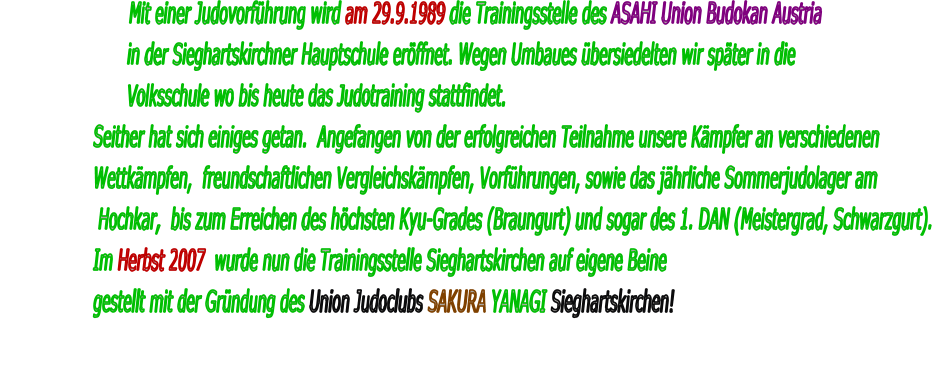 Mit einer Judovorführung wird am 29.9.1989 die Trainingsstelle des ASAHI Union Budokan Austria
in der Sieghartskirchner Hauptschule eröffnet. Wegen Umbaues übersiedelten wir später in die
Volksschule wo bis heute das Judotraining stattfindet.
Seither hat sich einiges getan. Angefangen von der erfolgreichen Teilnahme unsere Kämpfer an verschiedenen
Wettkämpfen, freundschaftlichen Vergleichskämpfen, Vorführungen, sowie das jährliche Sommerjudolager am
Hochkar, bis zum Erreichen des höchsten Kyu-Grades (Braungurt) und sogar des 1. DAN (Meistergrad, Schwarzgurt).
Im Herbst 2007 wurde nun die Trainingsstelle Sieghartskirchen auf eigene Beine
gestellt mit der Gründung des Union Judoclubs SAKURA YANAGI Sieghartskirchen!